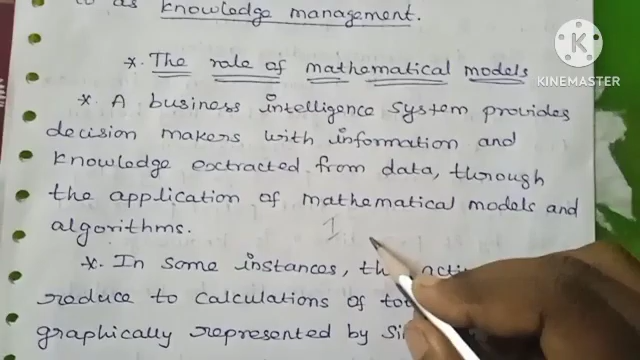 to as knowledge management.
*. The role of mathematical models
*. A business intelligence system provides
decision makers with information and
knowledge extracted from data, through
the application of mathematical models and
algorithms.
*. In some instances, the
reduce to calculations of
graphically represented by
KINEMASTER